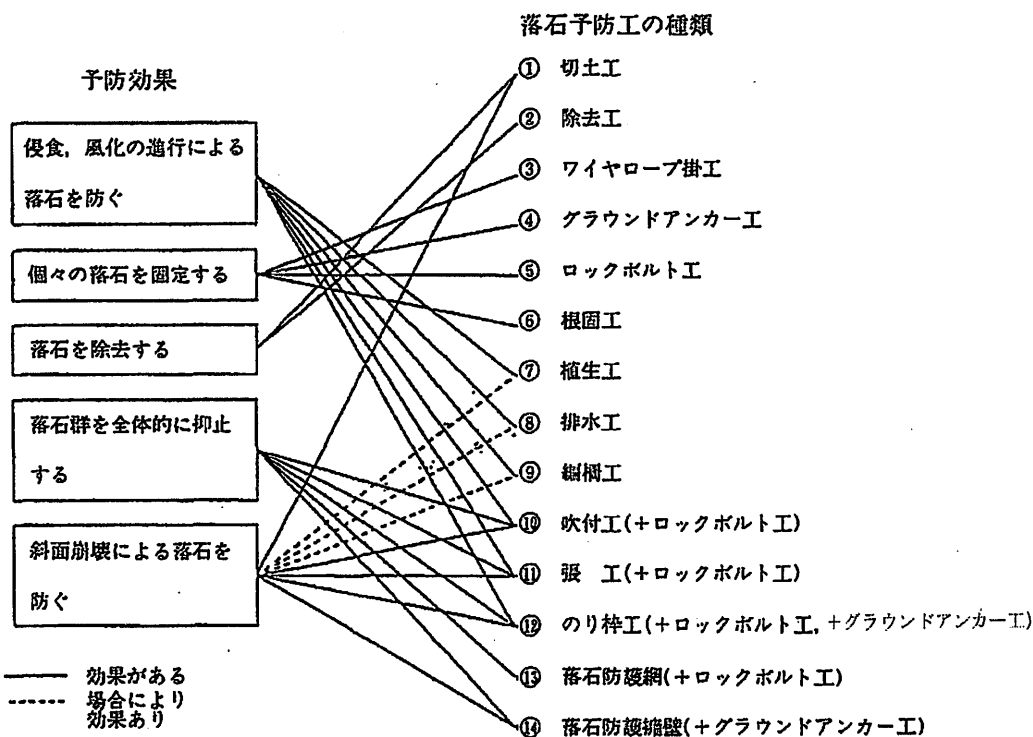 落石予防工の種類
予防効果
侵食，風化の進行による
落石を防ぐ
個々の落石を固定する
落石を除去する
落石群を全体的に抑止
する
斜面崩壊による落石を
防ぐ
効果がある
場合により
効果あり
① 切土工
② 除去工
③ ワイヤロープ掛工
④ グラウンドアンカー工
⑤ ロックボルト工
⑥ 根固工
⑦ 植生工
⑧ 排水工
⑨ 編柵工
⑩ 吹付工(+ロックボルト工)
⑪ 張　工(+ロックボルト工)
⑫ のり枠工(+ロックボルト工，+グラウンドアンカー工)
⑬ 落石防護網(+ロックボルト工)
⑭ 落石防護擁壁(+グラウンドアンカー工)